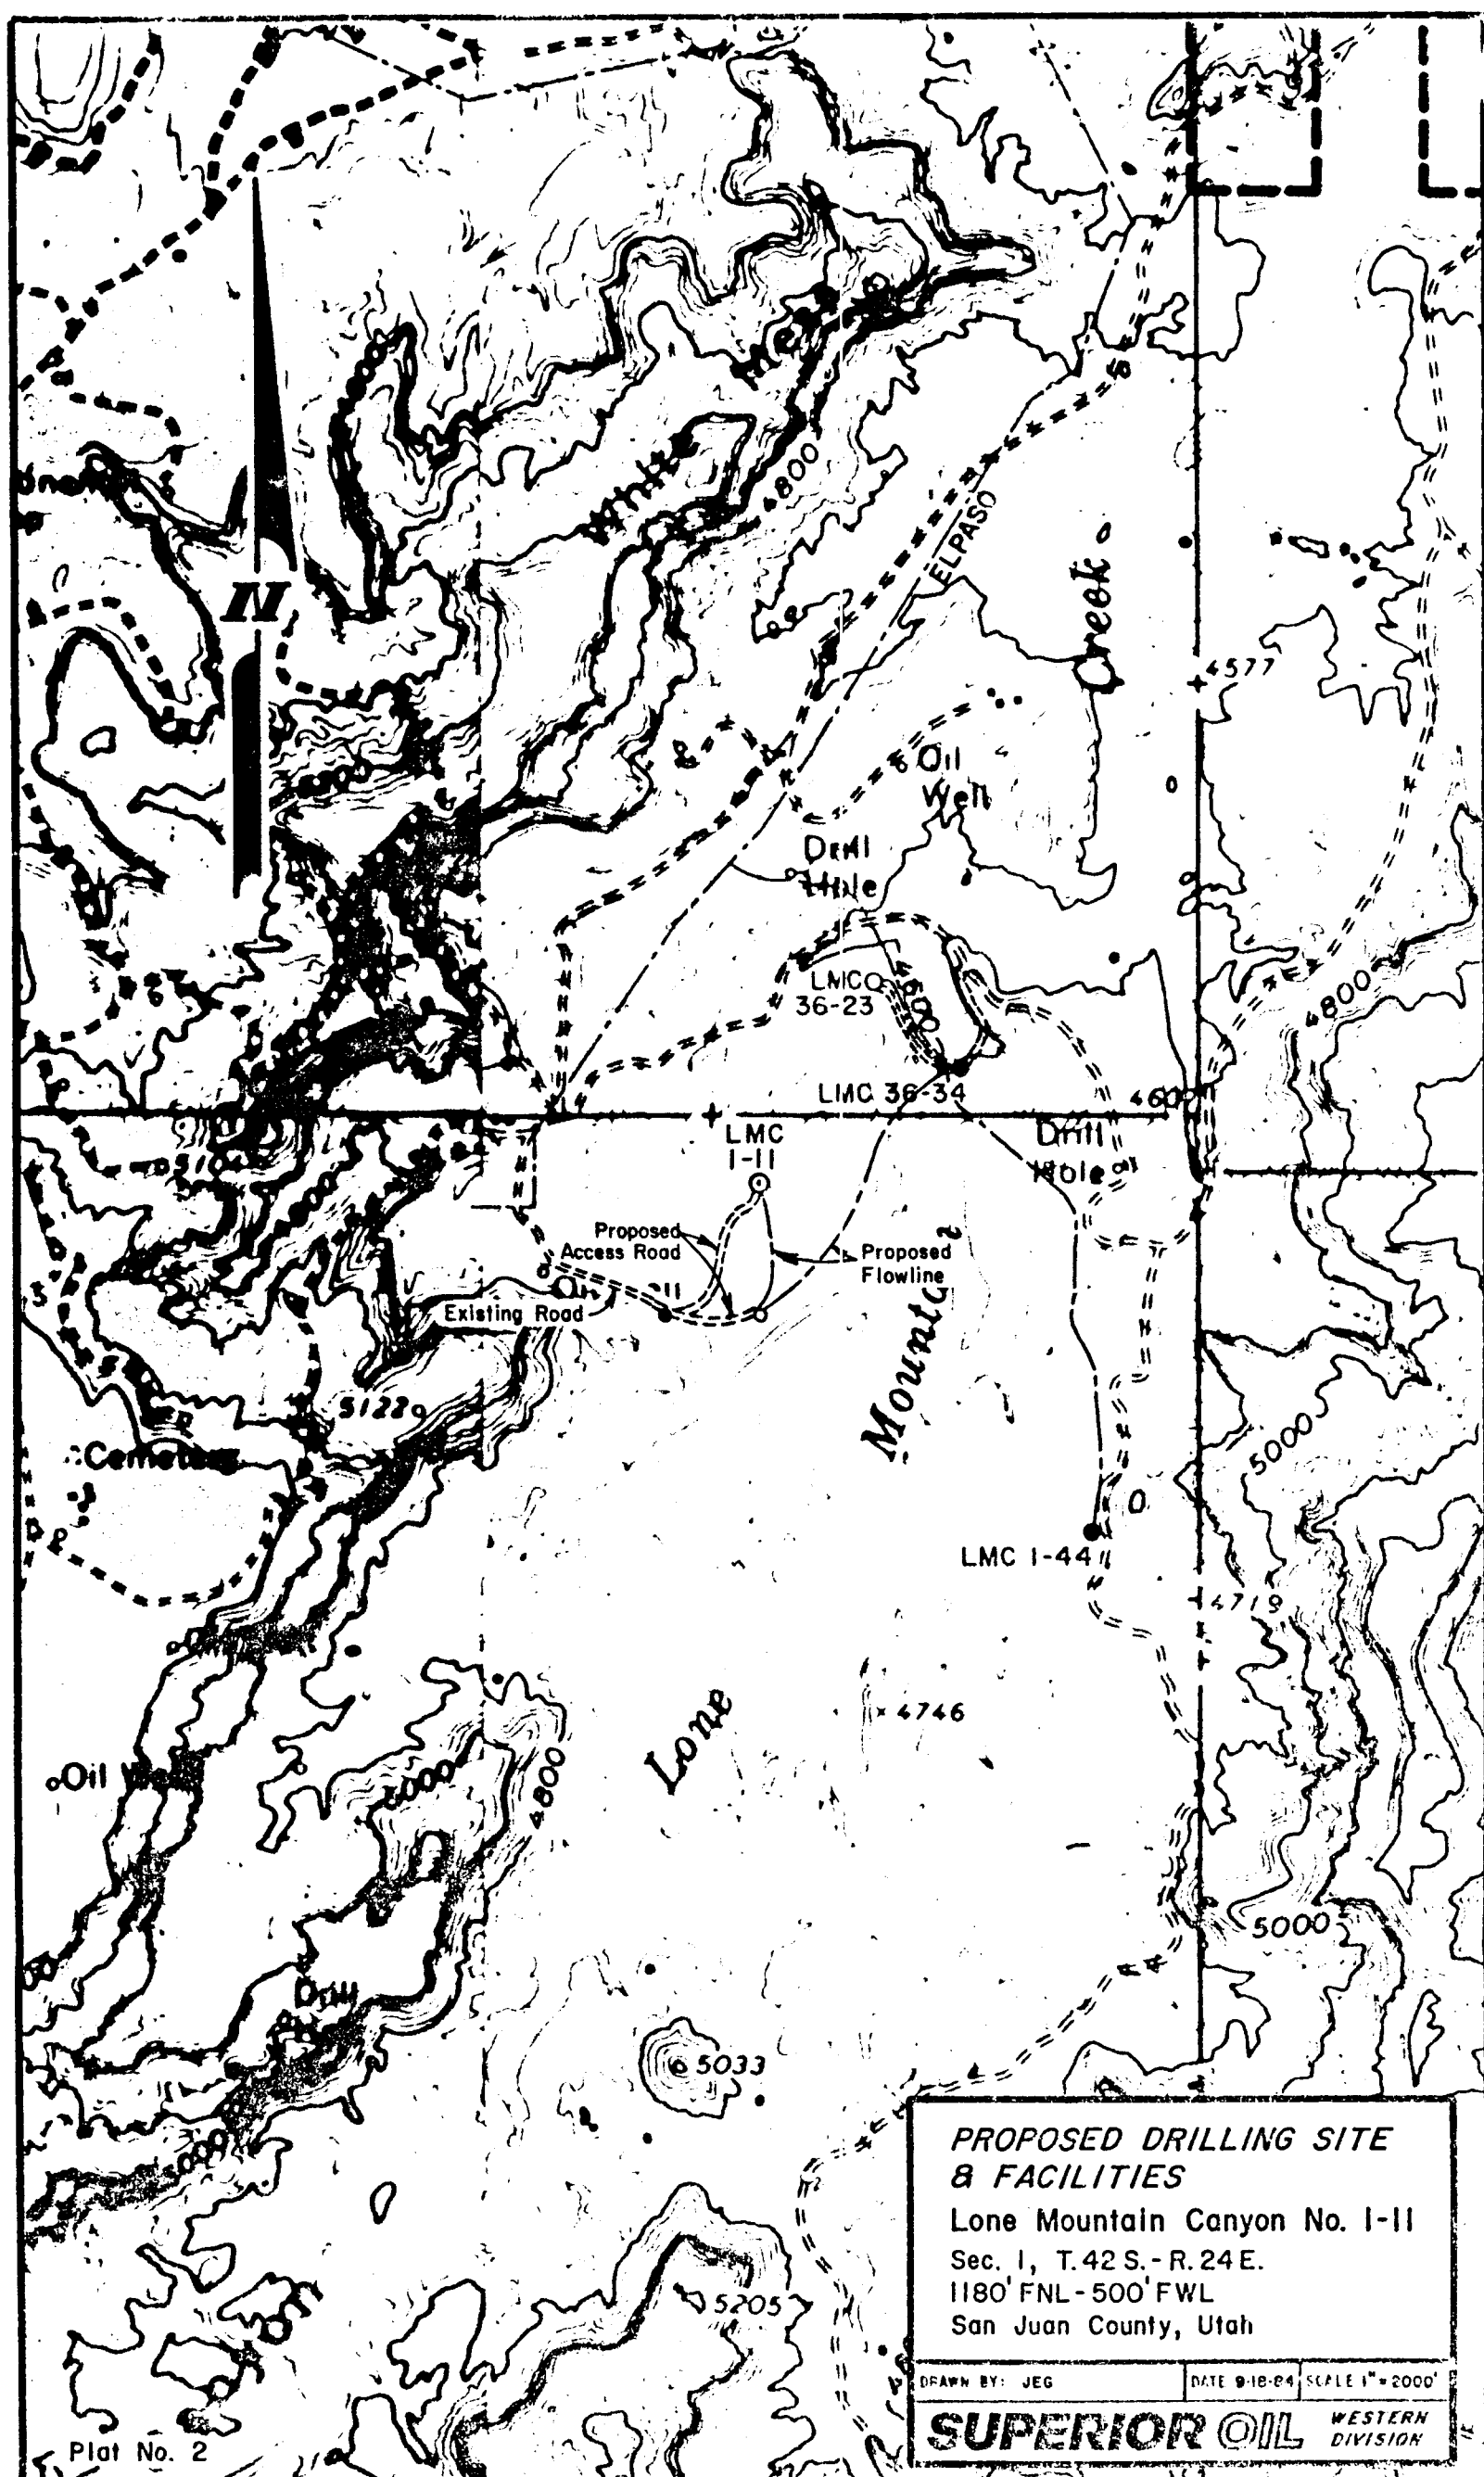 White Mesa
4800
N
ELPASO
Creek
4577
Oil
Well
Drill
Hole
4800
LMC
36-23
4600
LMC 36-34
4600
LMC
1-11
Drill
Hole
Proposed
Access Road
Proposed
Flowline
Existing Road
5122
Cemetery
Mounta
5000
LMC 1-44
4719
4746
Lone
Oil Well
5000
4800
5000
Drill
5033
5000
5205
PROPOSED DRILLING SITE
& FACILITIES
Lone Mountain Canyon No. 1-11
Sec. 1, T. 42 S. - R. 24 E.
1180' FNL - 500' FWL
San Juan County, Utah
DRAWN BY: JEG
DATE 9-18-84
SCALE 1" = 2000'
SUPERIOR OIL
WESTERN
DIVISION
Plat No. 2